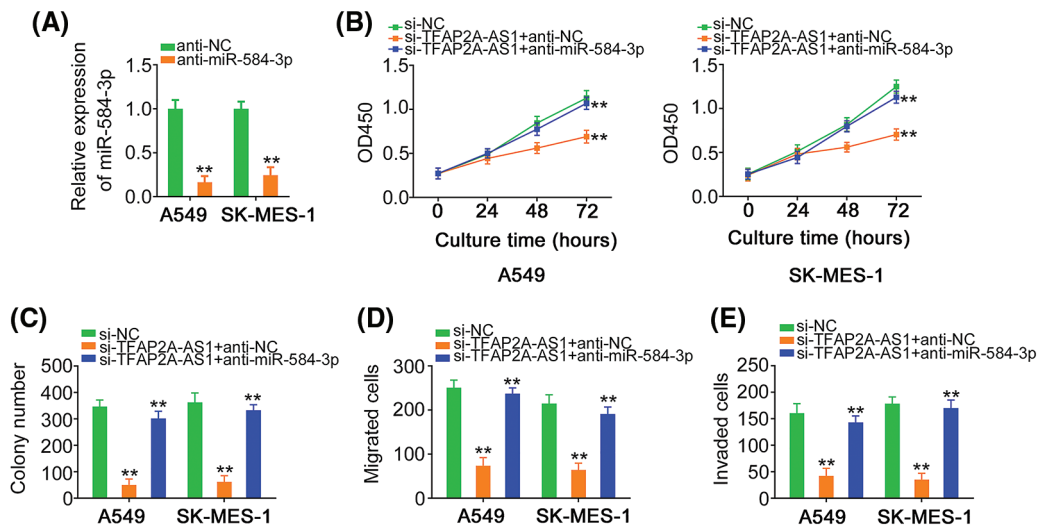 (A)
anti-NC
anti-miR-584-3p
Relative expression
of miR-584-3p
1.5
1.0
0.5
0.0
**
**
A549
SK-MES-1
(B)
si-NC
si-TFAP2A-AS1+anti-NC
si-TFAP2A-AS1+anti-miR-584-3p
OD450
1.5
1.0
0.5
0.0
**
**
0 24 48 72
Culture time (hours)
A549
si-NC
si-TFAP2A-AS1+anti-NC
si-TFAP2A-AS1+anti-miR-584-3p
OD450
1.5
1.0
0.5
0.0
**
**
0 24 48 72
Culture time (hours)
SK-MES-1
(C)
si-NC
si-TFAP2A-AS1+anti-NC
si-TFAP2A-AS1+anti-miR-584-3p
Colony number
500
400
300
200
100
0
**
**
**
**
A549
SK-MES-1
(D)
si-NC
si-TFAP2A-AS1+anti-NC
si-TFAP2A-AS1+anti-miR-584-3p
Migrated cells
300
200
100
0
**
**
**
**
A549
SK-MES-1
(E)
si-NC
si-TFAP2A-AS1+anti-NC
si-TFAP2A-AS1+anti-miR-584-3p
Invaded cells
250
200
150
100
50
0
**
**
**
**
A549
SK-MES-1